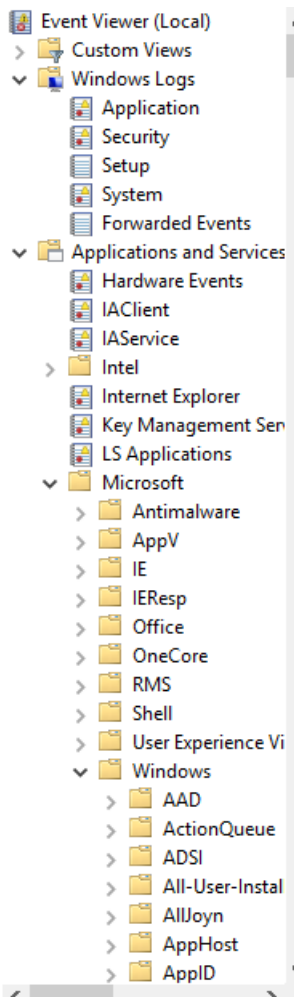 Event Viewer (Local)
Custom Views
Windows Logs
Application
Security
Setup
System
Forwarded Events
Applications and Services
Hardware Events
IAClient
IAService
Intel
Internet Explorer
Key Management Ser
LS Applications
Microsoft
Antimalware
AppV
IE
IEResp
Office
OneCore
RMS
Shell
User Experience Vi
Windows
AAD
ActionQueue
ADSI
All-User-Instal
AllJoyn
AppHost
AppID